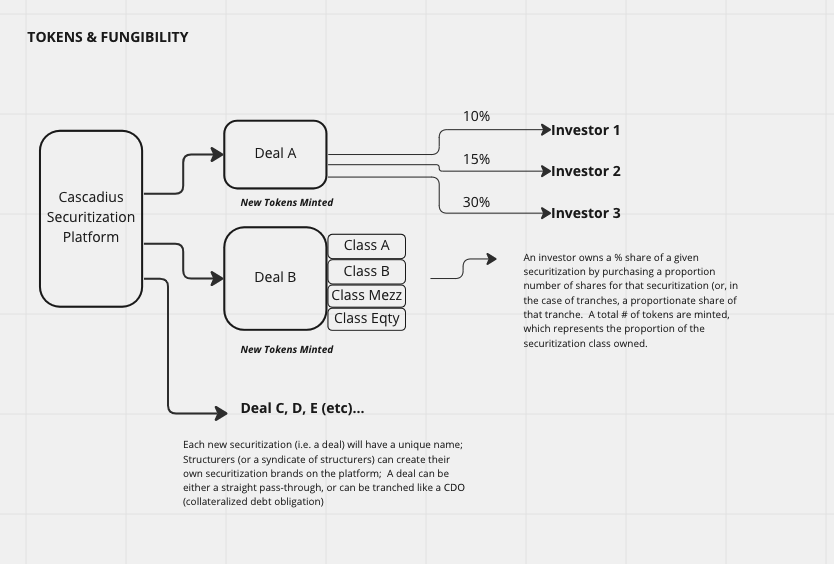 TOKENS & FUNGIBILITY
Cascadius
Securitization
Platform
Deal A
New Tokens Minted
10%
Investor 1
15%
Investor 2
30%
Investor 3
Deal B
Class A
Class B
Class Mezz
Class Eqty
New Tokens Minted
An investor owns a % share of a given
securitization by purchasing a proportion
number of shares for that securitization (or, in
the case of tranches, a proportionate share of
that tranche.  A total # of tokens are minted,
which represents the proportion of the
securitization class owned.
Deal C, D, E (etc)...
Each new securitization (i.e. a deal) will have a unique name;
Structurers (or a syndicate of structurers) can create their
own securitization brands on the platform;  A deal can be
either a straight pass-through, or can be tranched like a CDO
(collateralized debt obligation)